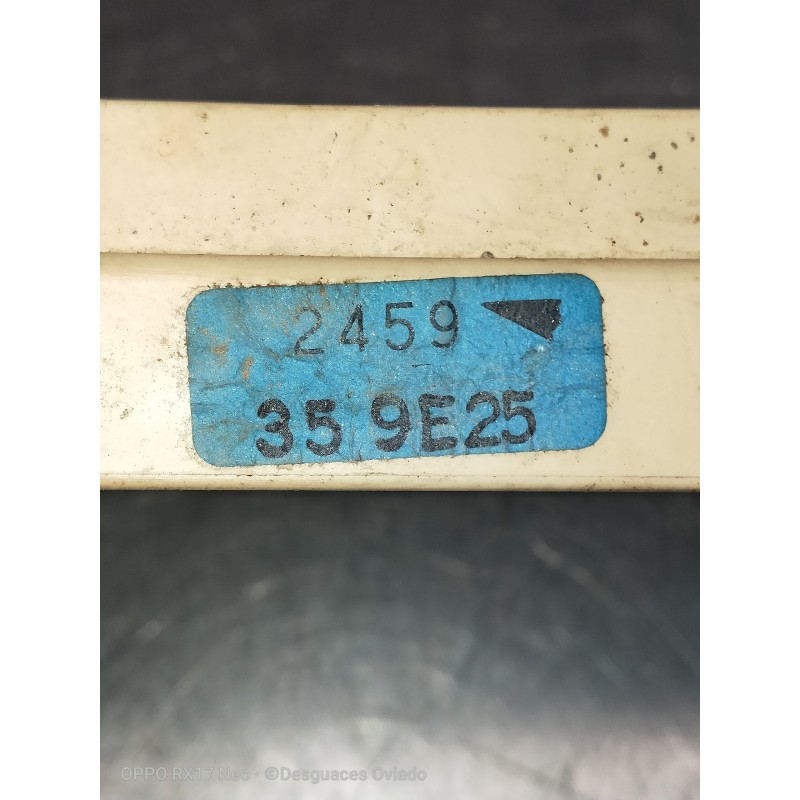 2459
35 9E25
OPPO RX17 Neo · ©Desguaces Oviedo